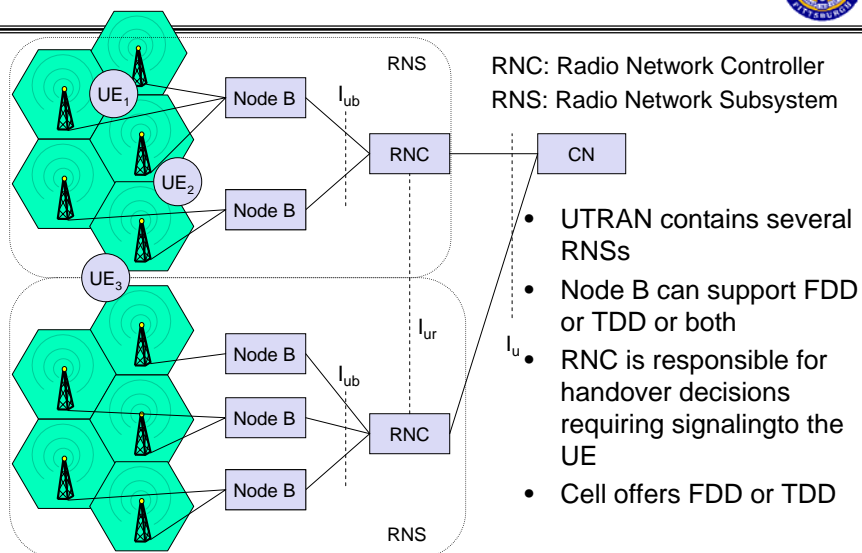 PITTSBURGH
RNS
RNC: Radio Network Controller
RNS: Radio Network Subsystem
UE1
Node B
Iub
RNC
CN
UE2
Node B
UE3
Iur
Iu
Node B
Iub
Node B
RNC
Node B
RNS
• UTRAN contains several
RNSs
• Node B can support FDD
or TDD or both
• RNC is responsible for
handover decisions
requiring signalingto the
UE
• Cell offers FDD or TDD